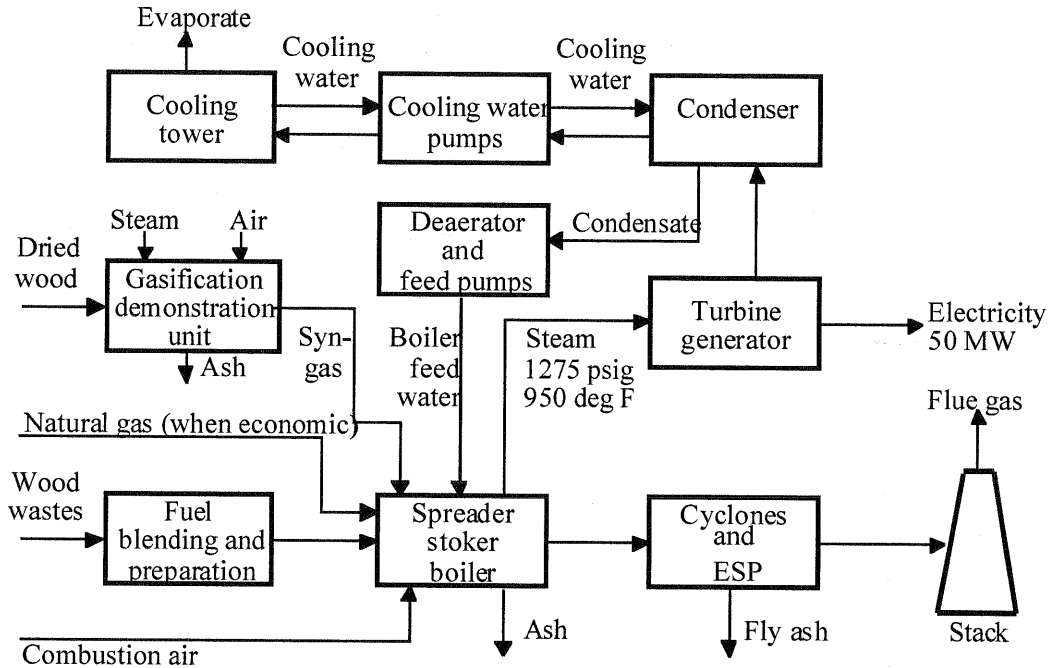 Evaporate
Cooling
water
Cooling
water
Cooling
tower
Cooling water
pumps
Condenser
Steam
Air
Dried
wood
Gasification
demonstration
unit
Deaerator
and
feed pumps
Condensate
Turbine
generator
Electricity
50 MW
Syn-
gas
Ash
Boiler
feed
water
Steam
1275 psig
950 deg F
Flue gas
Natural gas (when economic)
Wood
wastes
Fuel
blending and
preparation
Spreader
stoker
boiler
Cyclones
and
ESP
Ash
Fly ash
Stack
Combustion air